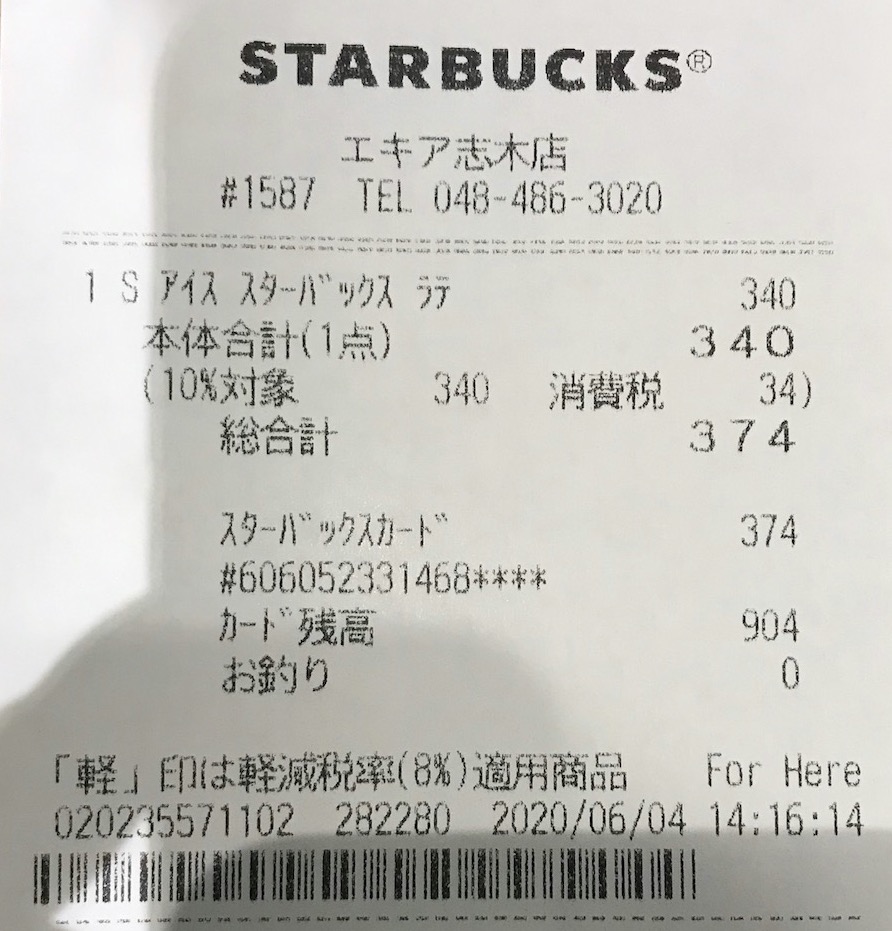 STARBUCKS®
エキア志木店
#1587 TEL 048-486-3020
1 S アイス スターバックス ラテ 340
本体合計(1点) 340
(10%対象 340 消費税 34)
総合計 374
スターバックスカード 374
#606052331468****
カード残高 904
お釣り 0
「軽」印は軽減税率(8%)適用商品 For Here
020235571102 282280 2020/06/04 14:16:14